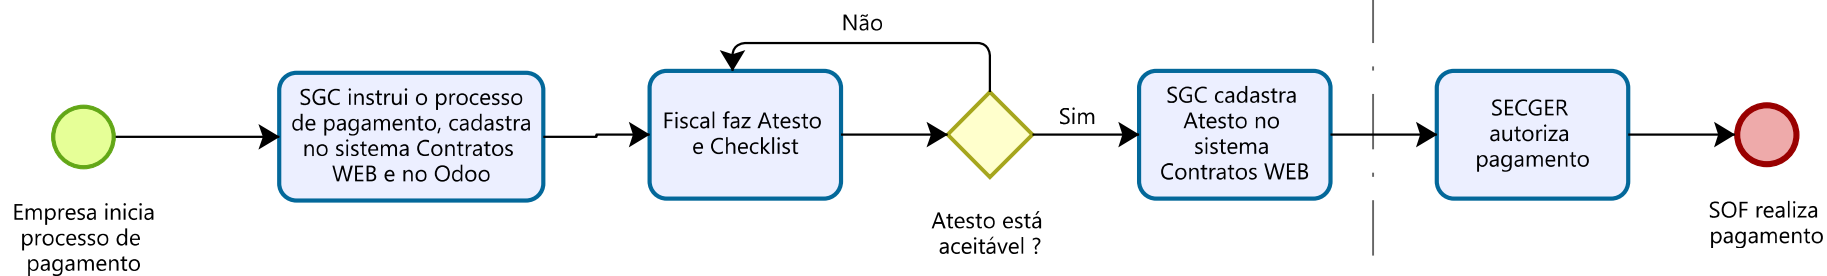 Empresa inicia
processo de
pagamento
SGC instrui o processo
de pagamento, cadastra
no sistema Contratos
WEB e no Odoo
Fiscal faz Atesto
e Checklist
Não
Atesto está
aceitável ?
Sim
SGC cadastra
Atesto no
sistema
Contratos WEB
SECGER
autoriza
pagamento
SOF realiza
pagamento